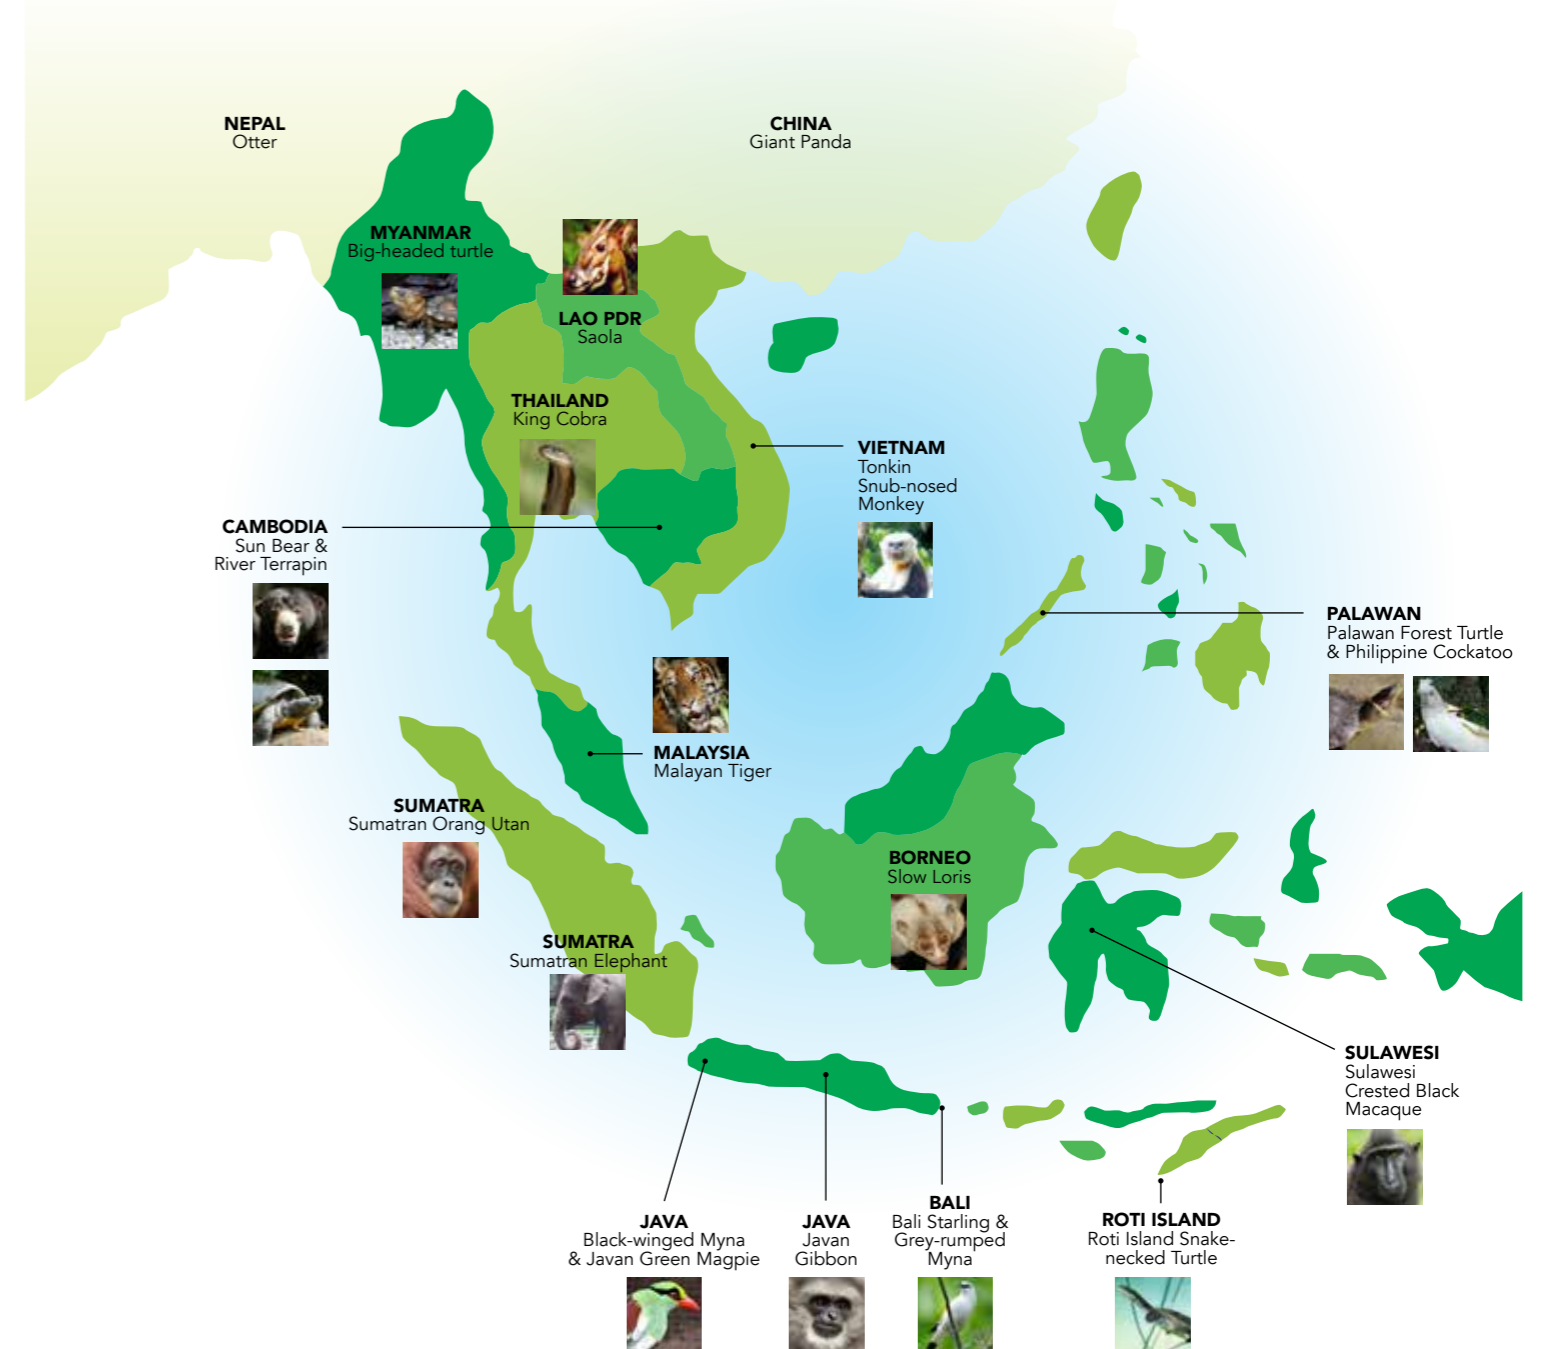 NEPAL
Otter
CHINA
Giant Panda
MYANMAR
Big-headed turtle
LAO PDR
Saola
THAILAND
King Cobra
VIETNAM
Tonkin
Snub-nosed
Monkey
CAMBODIA
Sun Bear &
River Terrapin
PALAWAN
Palawan Forest Turtle
& Philippine Cockatoo
MALAYSIA
Malayan Tiger
SUMATRA
Sumatran Orang Utan
BORNEO
Slow Loris
SUMATRA
Sumatran Elephant
SULAWESI
Sulawesi
Crested Black
Macaque
JAVA
Black-winged Myna
& Javan Green Magpie
JAVA
Javan
Gibbon
BALI
Bali Starling &
Grey-rumped
Myna
ROTI ISLAND
Roti Island Snake-
necked Turtle